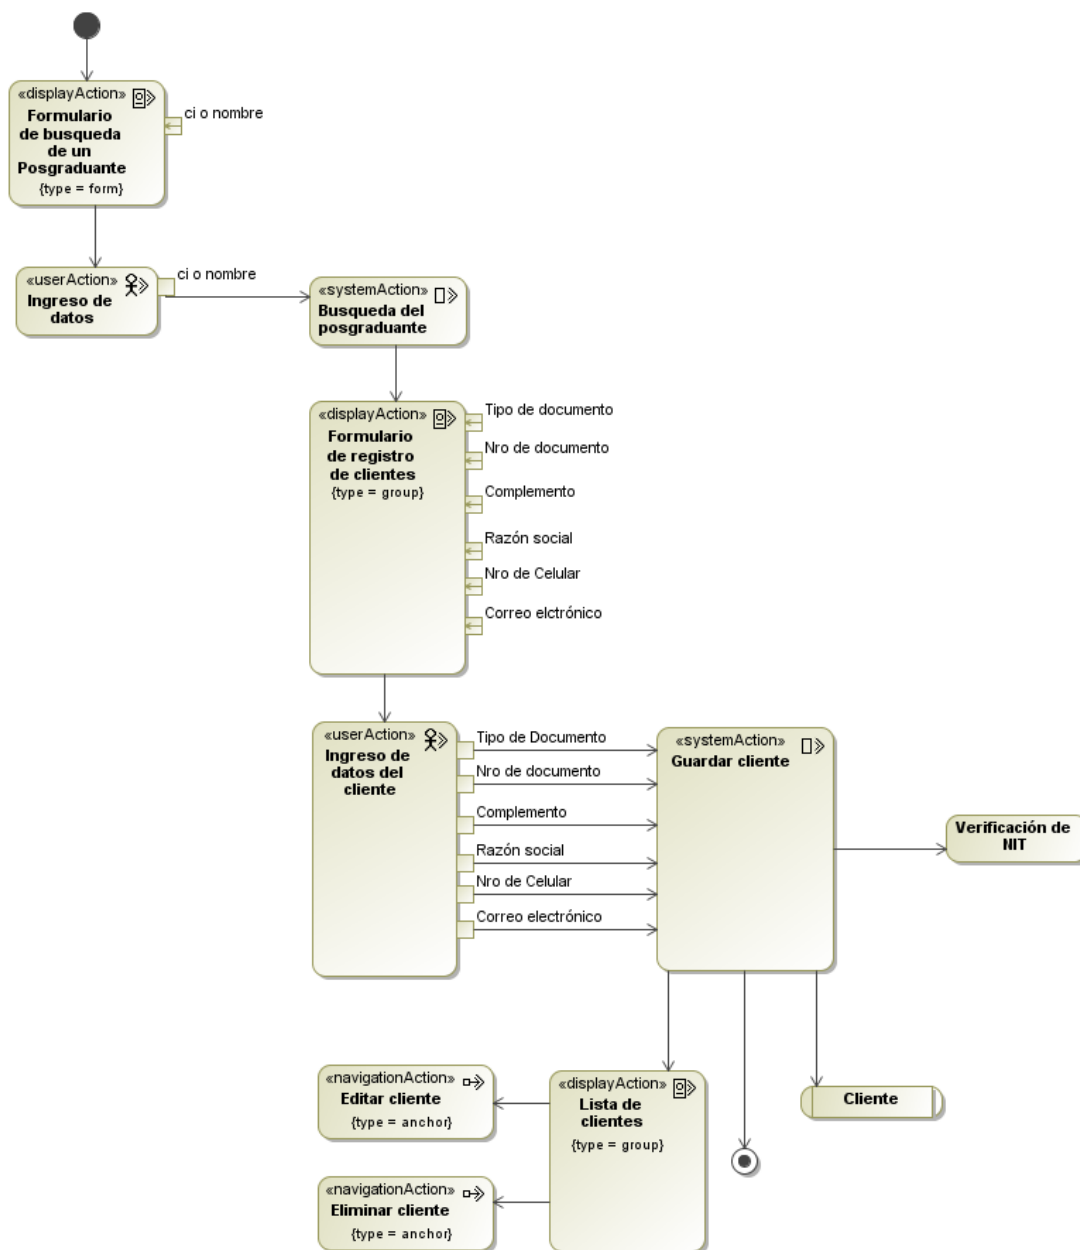 «displayAction»
Formulario
de busqueda
de un
Posgraduante
{type = form}
ci o nombre
«userAction»
Ingreso de
datos
ci o nombre
«systemAction»
Busqueda del
posgraduante
«displayAction»
Formulario
de registro
de clientes
{type = group}
Tipo de documento
Nro de documento
Complemento
Razón social
Nro de Celular
Correo elctrónico
«userAction»
Ingreso de
datos del
cliente
Tipo de Documento
Nro de documento
Complemento
Razón social
Nro de Celular
Correo electrónico
«systemAction»
Guardar cliente
Verificación de
NIT
«navigationAction»
Editar cliente
{type = anchor}
«displayAction»
Lista de
clientes
{type = group}
Cliente
«navigationAction»
Eliminar cliente
{type = anchor}